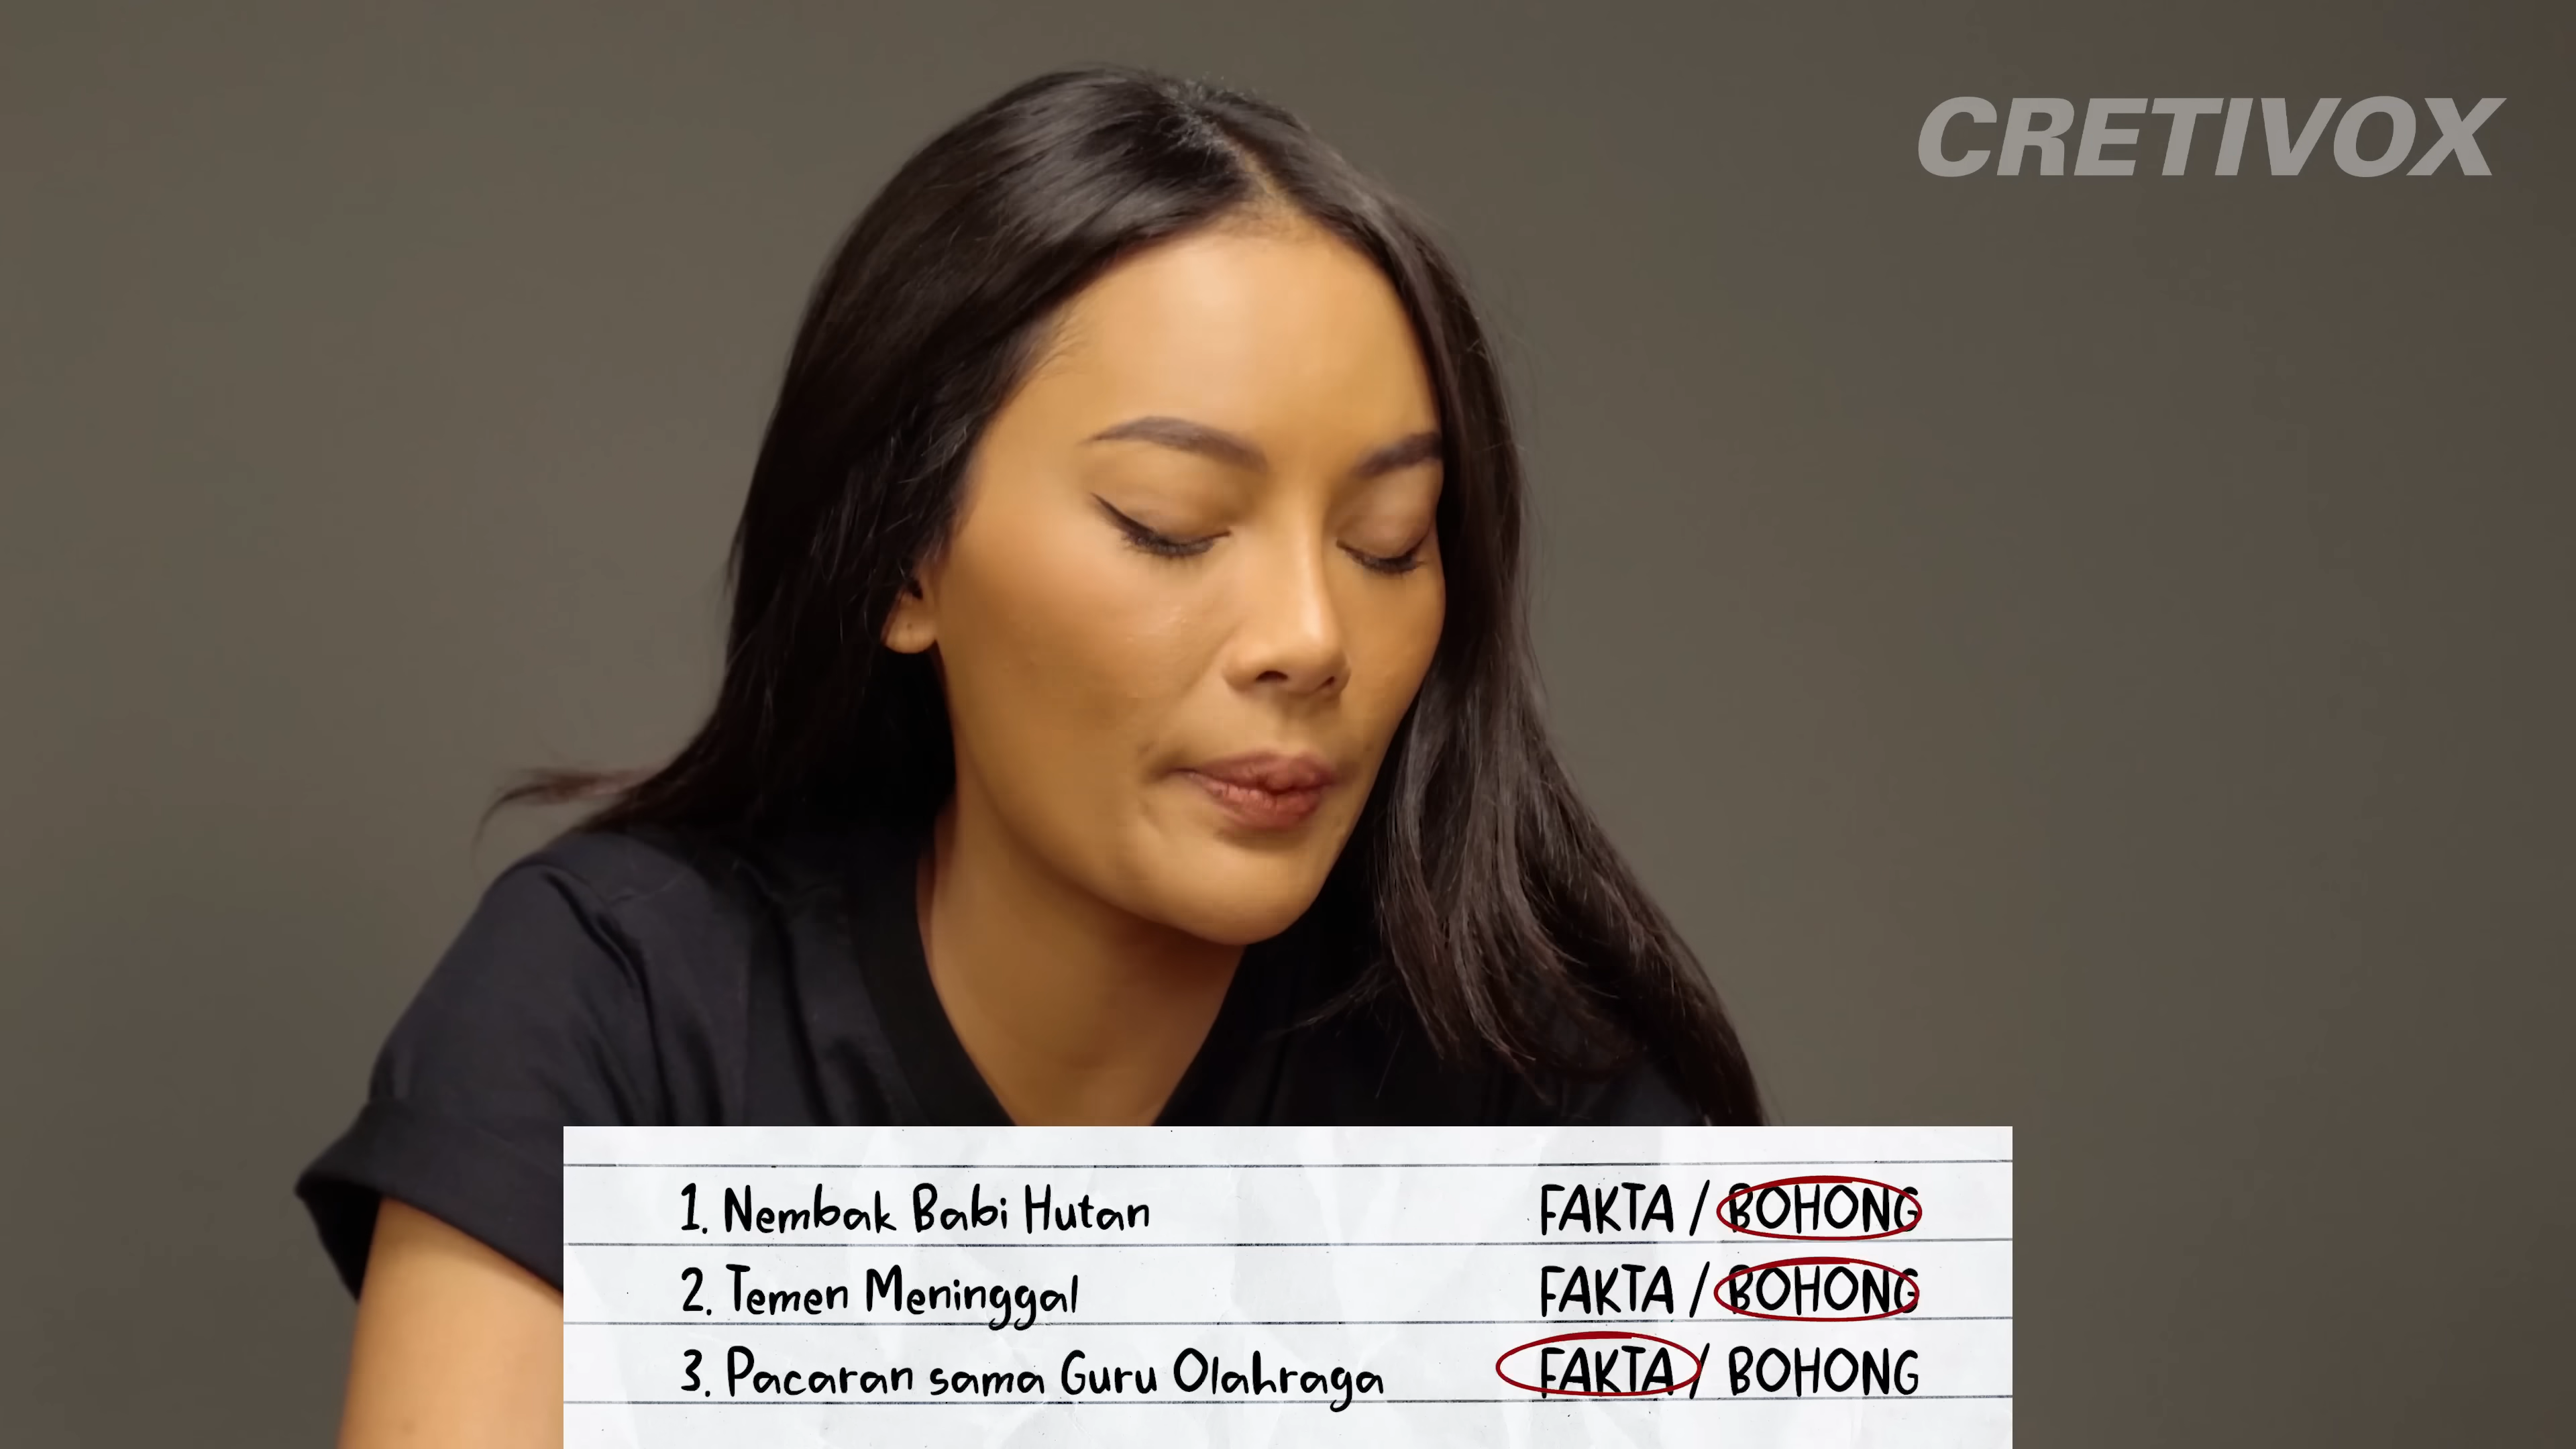 CRETIVOX
1. Nembak Babi Hutan FAKTA / BOHONG
2. Temen Meninggal FAKTA / BOHONG
3. Pacaran sama Guru Olahraga FAKTA / BOHONG